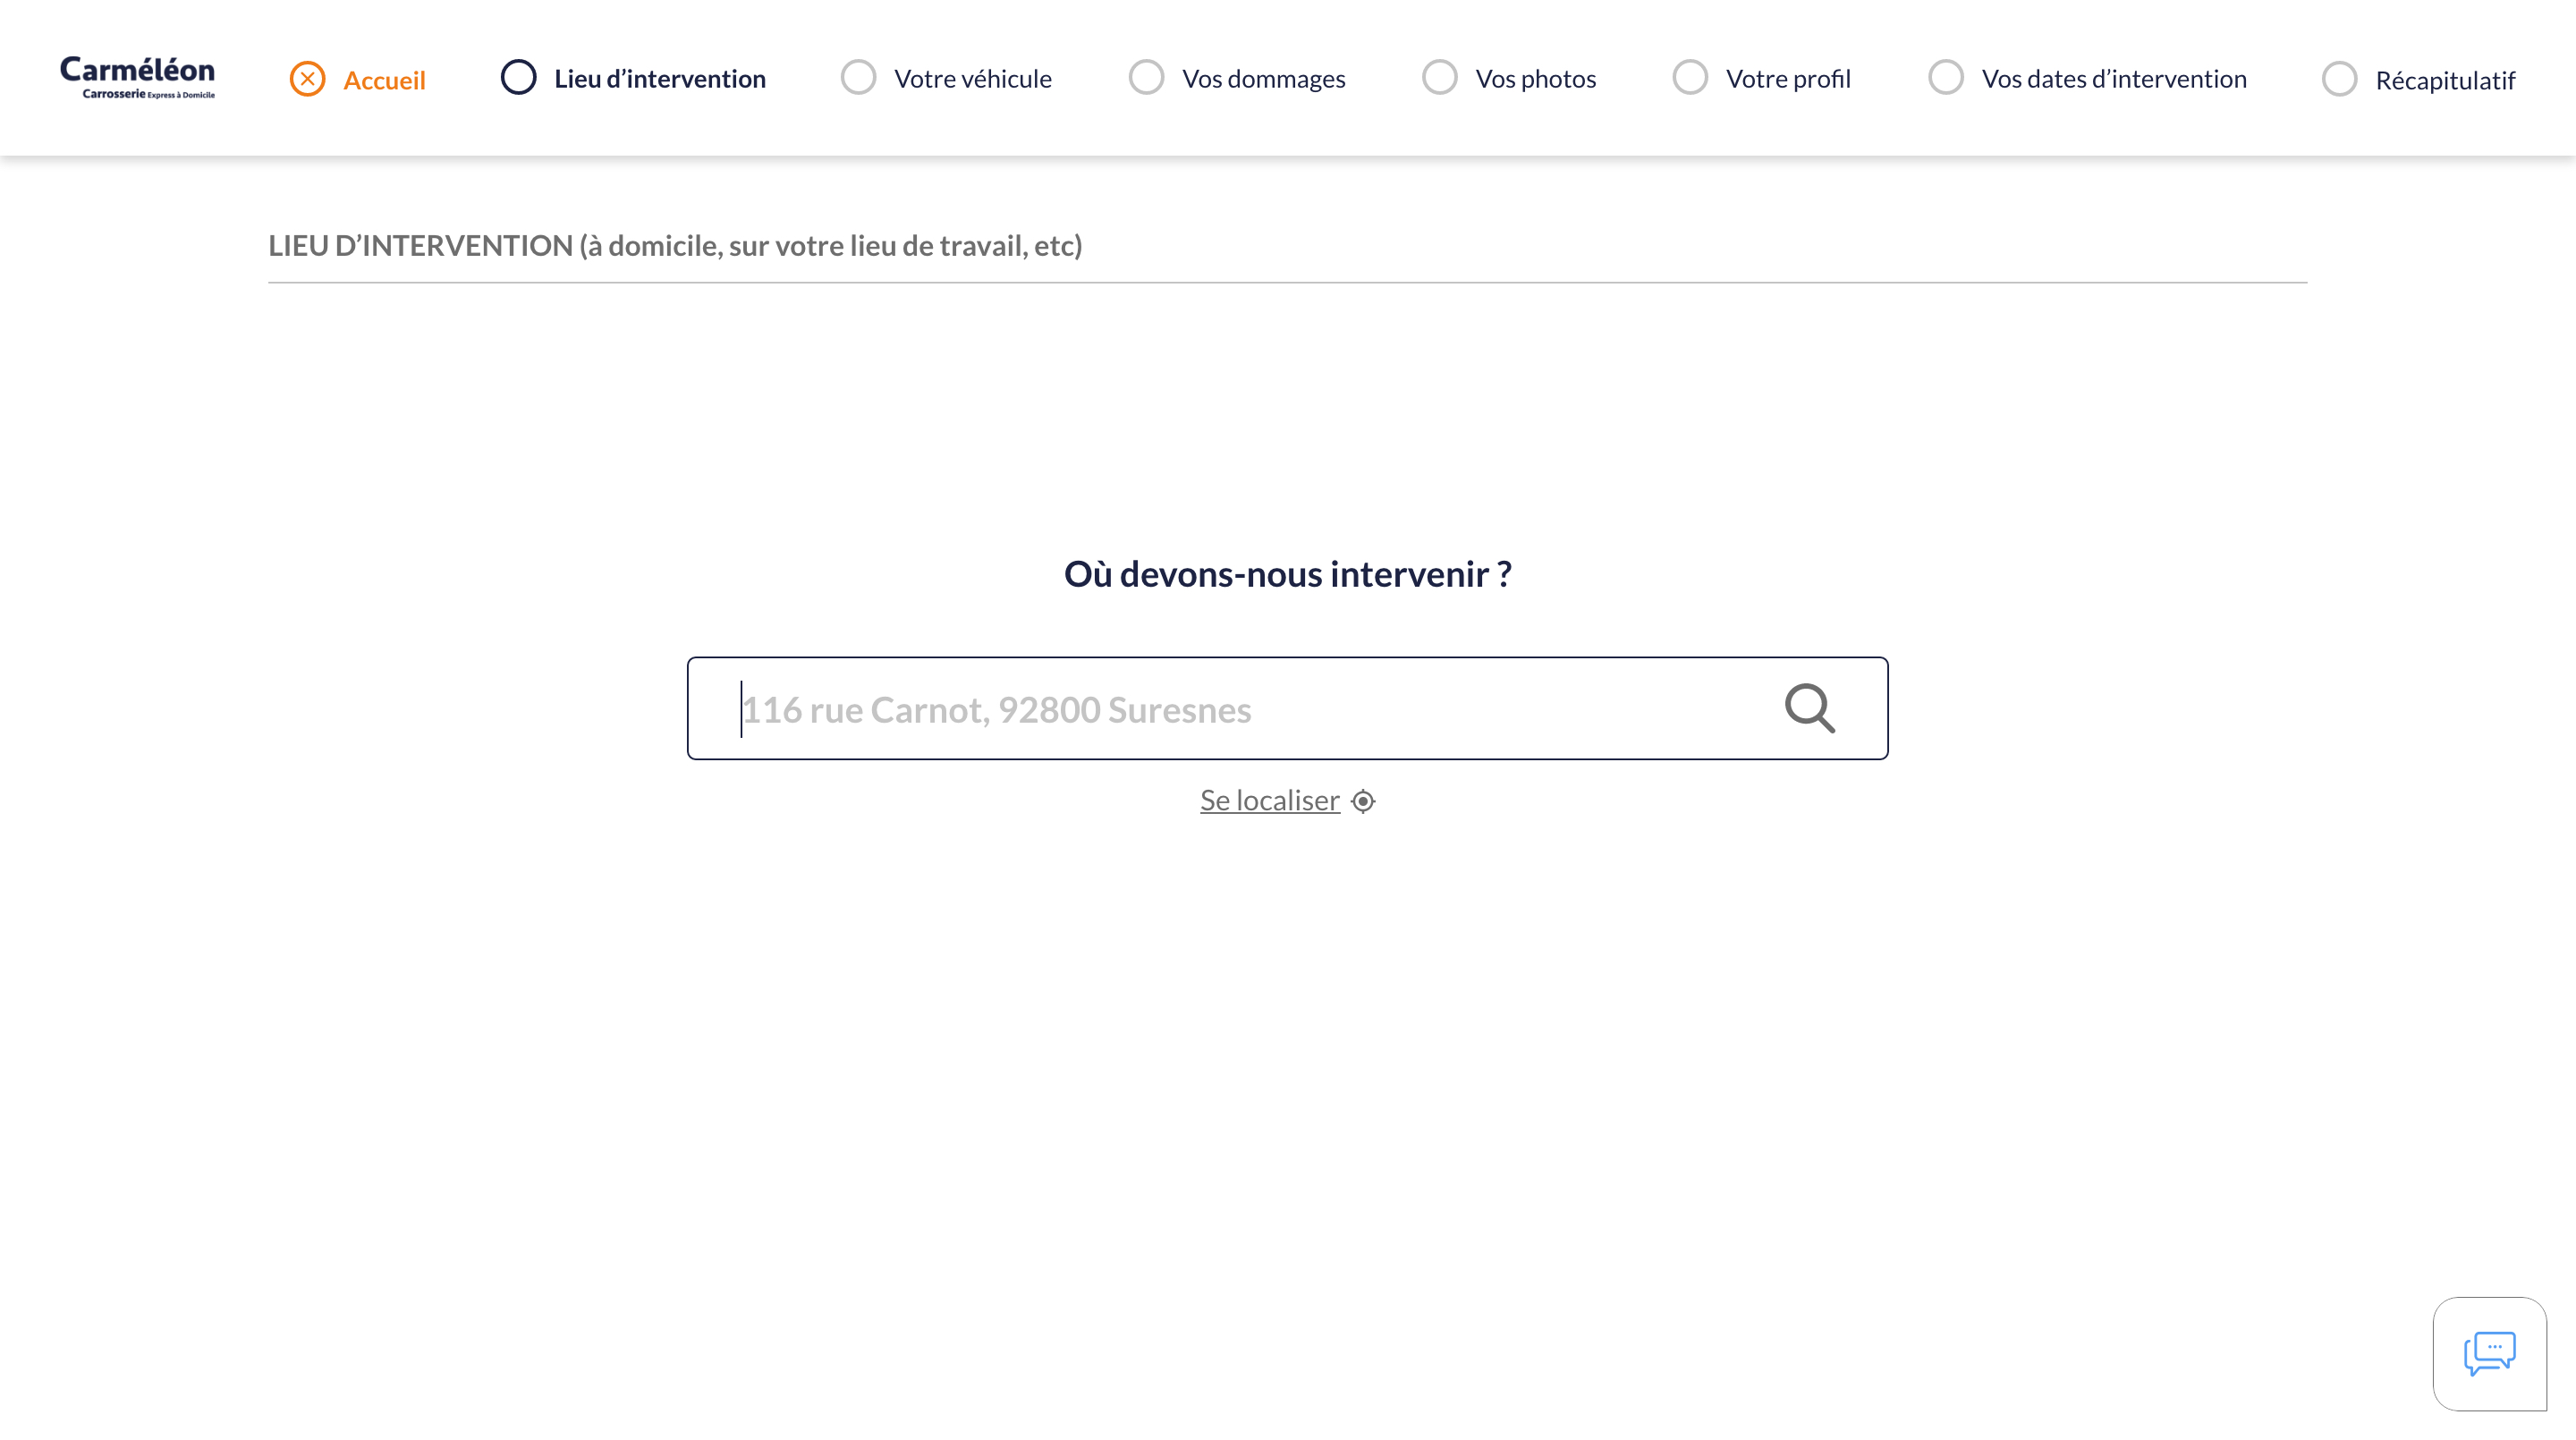 Carméléon
Carrosserie Express à Domicile
Accueil
Lieu d’intervention
Votre véhicule
Vos dommages
Vos photos
Votre profil
Vos dates d’intervention
Récapitulatif
LIEU D’INTERVENTION (à domicile, sur votre lieu de travail, etc)
Où devons-nous intervenir ?
116 rue Carnot, 92800 Suresnes
Se localiser